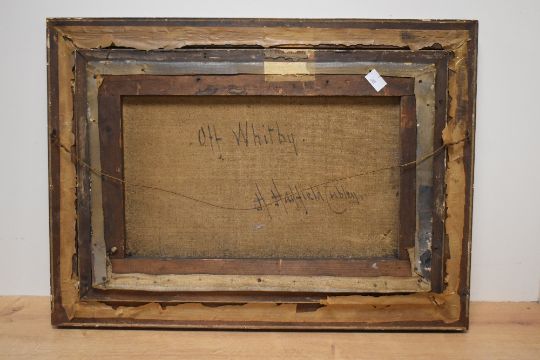 Off Whitby.
H. Hadfield Cubley.